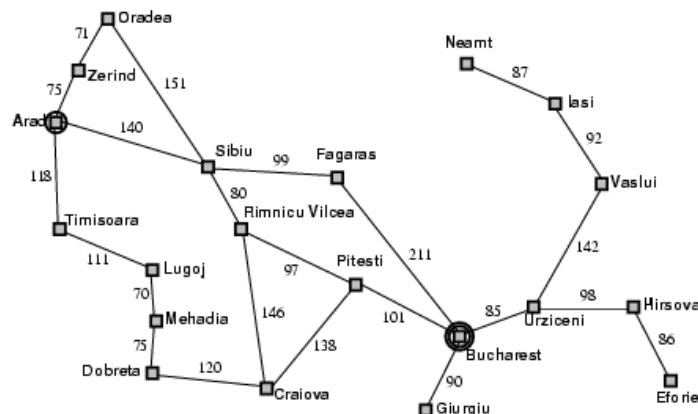 Oradea
71
Neamt
87
Zerind
75
151
Iasi
Arad
140
92
Sibiu
99
Fagaras
118
80
Vaslui
Rimnicu Vilcea
Timisoara
142
111
Lugoj
97
Pitesti
211
70
98
Hirsova
85
Urziceni
146
101
Mehadia
138
86
75
Bucharest
120
Dobreta
90
Craiova
Eforie
Giurgiu